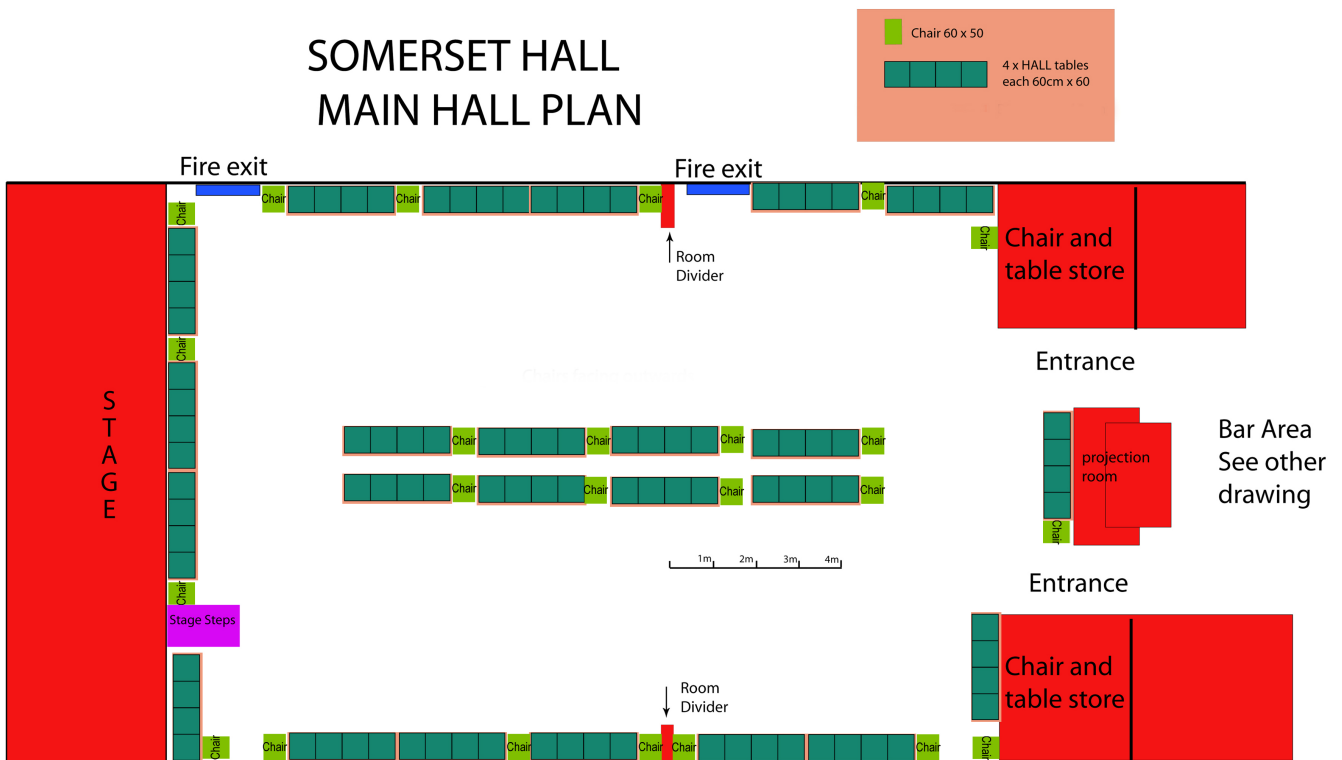 SOMERSET HALL
MAIN HALL PLAN
Chair 60 x 50
4 x HALL tables
each 60cm x 60
Fire exit
Fire exit
Chair
Chair
Chair
Chair
Chair
Chair
Room
Divider
Chair and
table store
Chair
Entrance
STAGE
Chair
Chair
Chair
Chair
Chair
Chair
Chair
Chair
projection
room
Chair
Bar Area
See other
drawing
1m 2m 3m 4m
Entrance
Chair
Stage Steps
Room
Divider
Chair and
table store
Chair
Chair
Chair
Chair
Chair
Chair
Chair